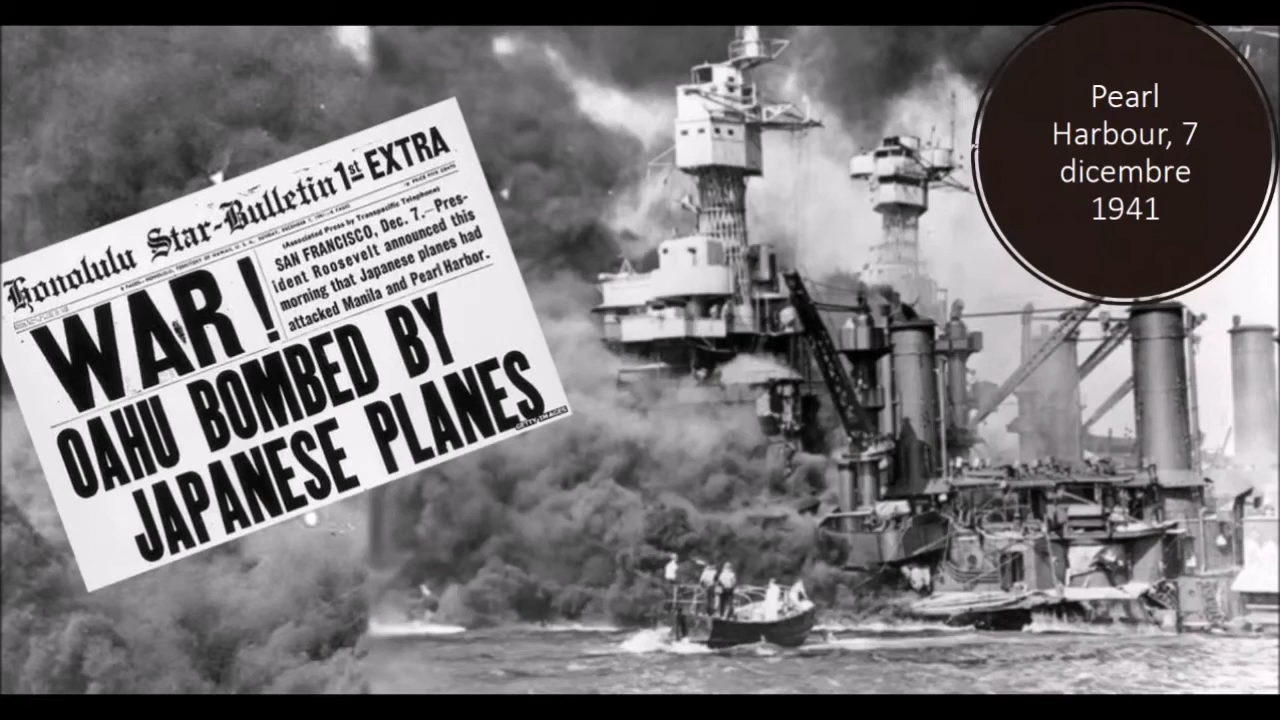 Honolulu Star-Bulletin 1st EXTRA
(Associated Press by Transpacific Telephone)
SAN FRANCISCO, Dec. 7.—Pres-
ident Roosevelt announced this
morning that Japanese planes had
attacked Manila and Pearl Harbor.
WAR!
OAHU BOMBED BY
JAPANESE PLANES
GETTY IMAGES
Pearl
Harbour, 7
dicembre
1941